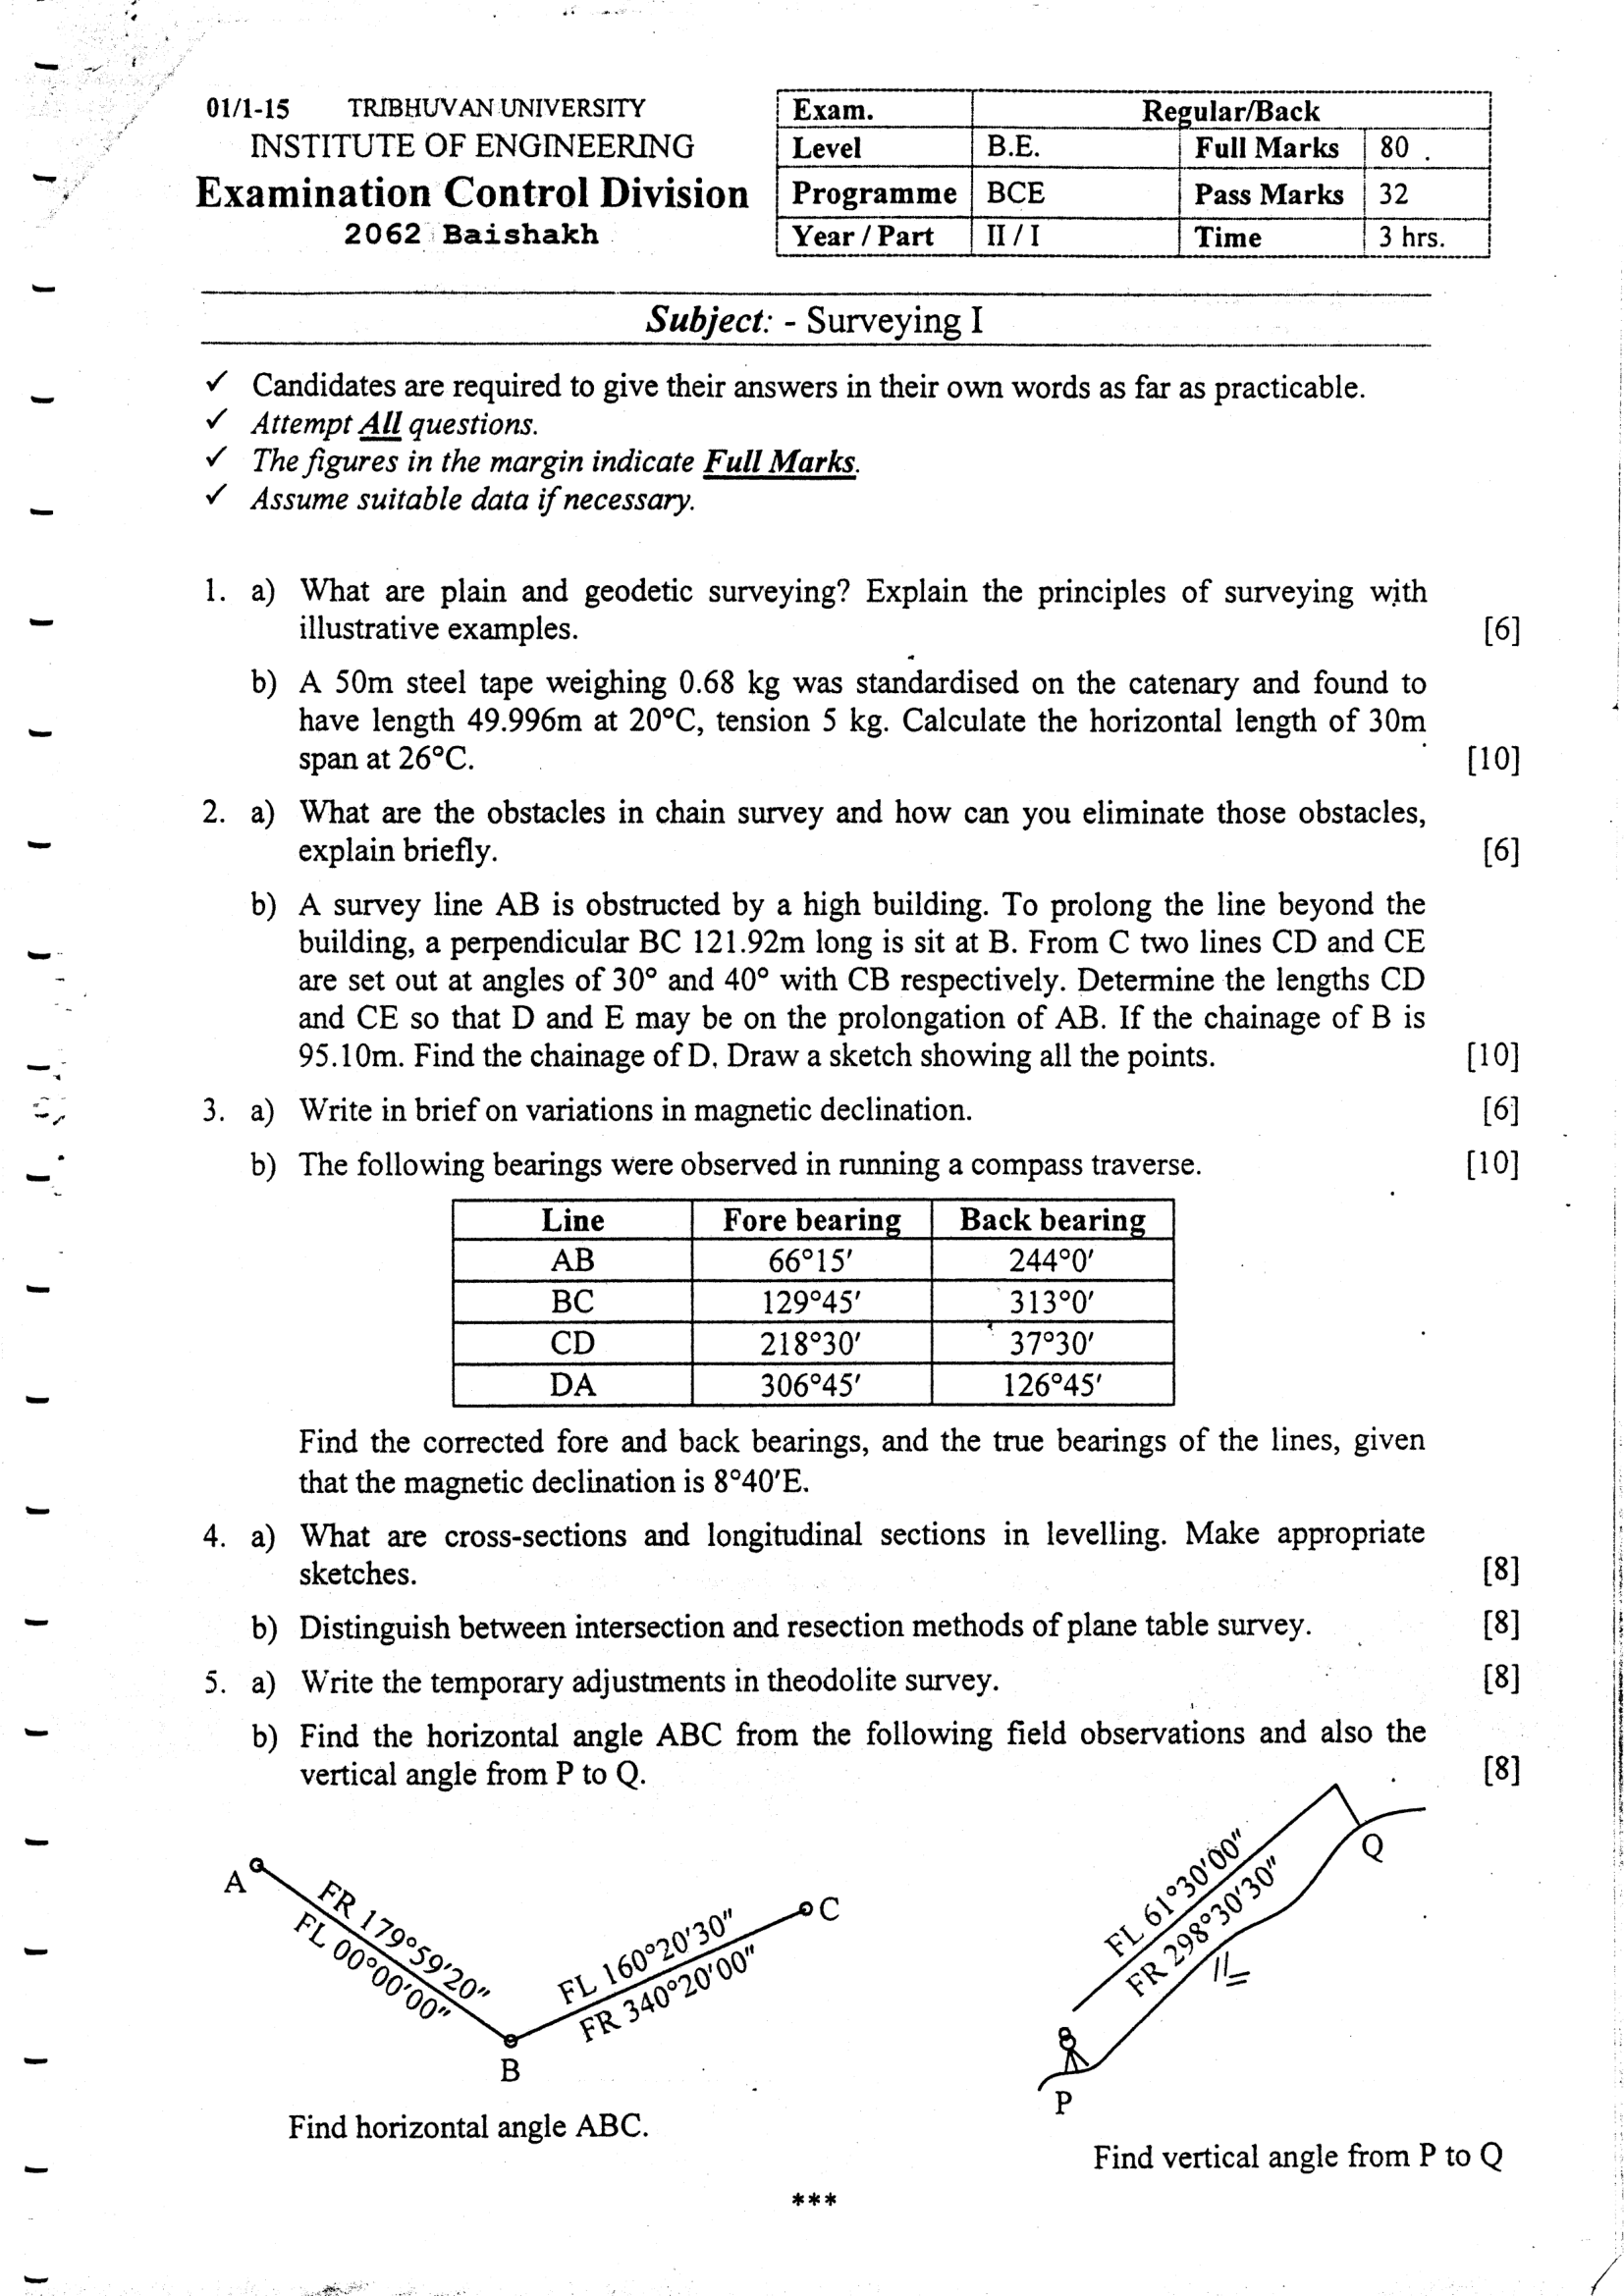 01/1-15 TRIBHUVAN UNIVERSITY
INSTITUTE OF ENGINEERING
Examination Control Division
2062 Baishakh
Exam. Regular/Back
Level B.E. Full Marks 80
Programme BCE Pass Marks 32
Year / Part II / I Time 3 hrs.
Subject: - Surveying I
✓ Candidates are required to give their answers in their own words as far as practicable.
✓ Attempt All questions.
✓ The figures in the margin indicate Full Marks.
✓ Assume suitable data if necessary.
1. a) What are plain and geodetic surveying? Explain the principles of surveying with
illustrative examples. [6]
b) A 50m steel tape weighing 0.68 kg was standardised on the catenary and found to
have length 49.996m at 20°C, tension 5 kg. Calculate the horizontal length of 30m
span at 26°C. [10]
2. a) What are the obstacles in chain survey and how can you eliminate those obstacles,
explain briefly. [6]
b) A survey line AB is obstructed by a high building. To prolong the line beyond the
building, a perpendicular BC 121.92m long is sit at B. From C two lines CD and CE
are set out at angles of 30° and 40° with CB respectively. Determine the lengths CD
and CE so that D and E may be on the prolongation of AB. If the chainage of B is
95.10m. Find the chainage of D. Draw a sketch showing all the points. [10]
3. a) Write in brief on variations in magnetic declination. [6]
b) The following bearings were observed in running a compass traverse. [10]
Line Fore bearing Back bearing
AB 66°15′ 244°0′
BC 129°45′ 313°0′
CD 218°30′ 37°30′
DA 306°45′ 126°45′
Find the corrected fore and back bearings, and the true bearings of the lines, given
that the magnetic declination is 8°40′E.
4. a) What are cross-sections and longitudinal sections in levelling. Make appropriate
sketches. [8]
b) Distinguish between intersection and resection methods of plane table survey. [8]
5. a) Write the temporary adjustments in theodolite survey. [8]
b) Find the horizontal angle ABC from the following field observations and also the
vertical angle from P to Q. [8]
A
FR 179°59′20″
FL 00°00′00″
B
FL 160°20′30″
FR 340°20′00″
C
Find horizontal angle ABC.
FL 61°30′00″
FR 298°30′30″
Q
P
Find vertical angle from P to Q
***